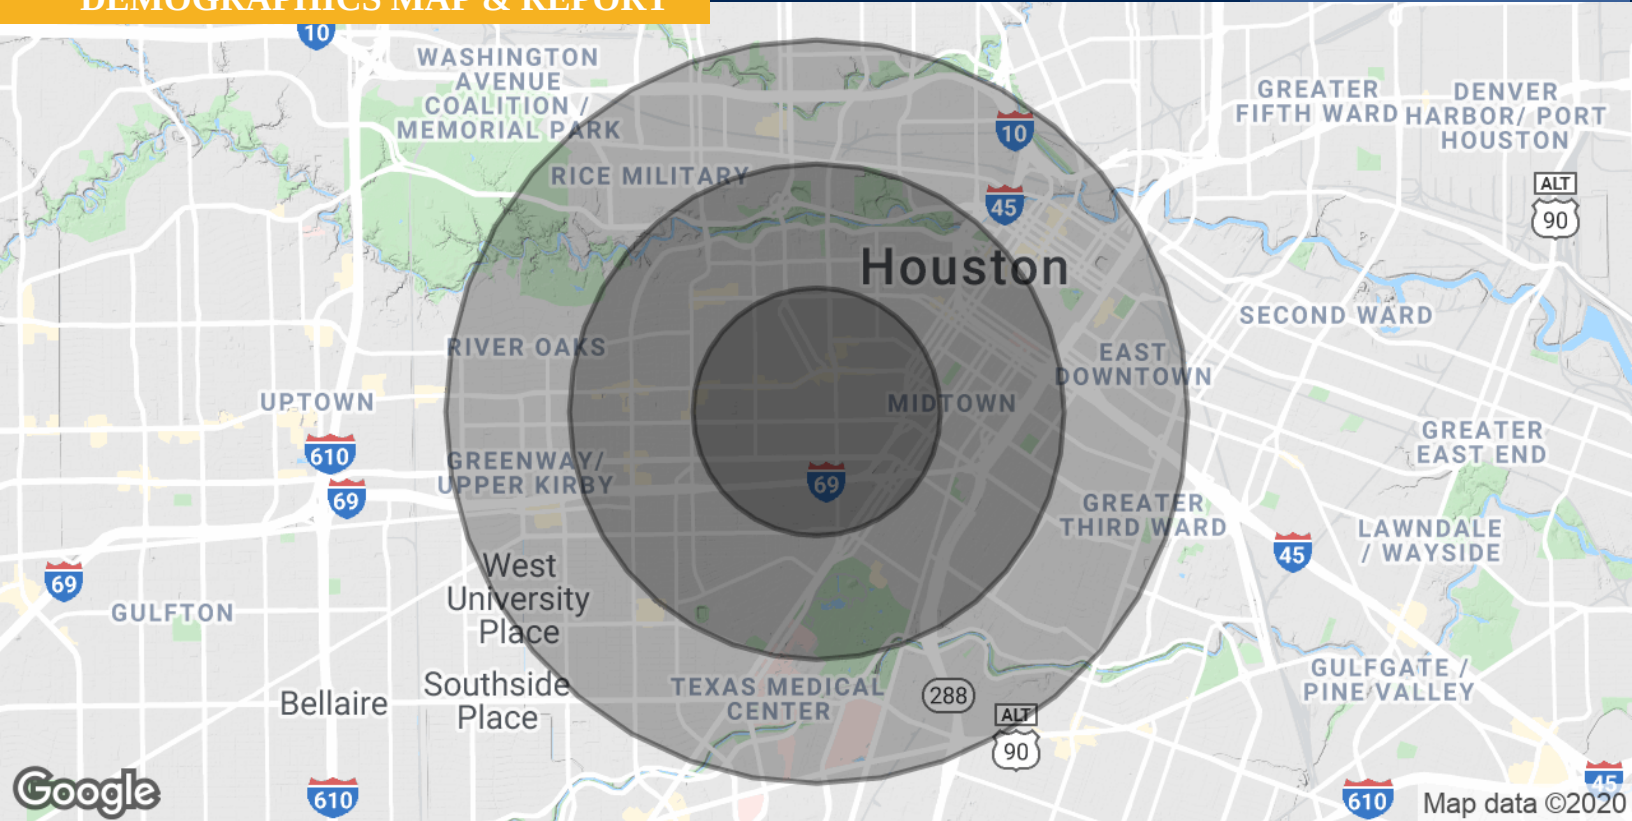 DEMOGRAPHICS MAP & REPORT
10
WASHINGTON
AVENUE
COALITION /
MEMORIAL PARK
GREATER
FIFTH WARD
DENVER
HARBOR/ PORT
HOUSTON
10
RICE MILITARY
45
ALT
90
Houston
SECOND WARD
RIVER OAKS
EAST
DOWNTOWN
UPTOWN
MIDTOWN
GREATER
EAST END
610
GREENWAY/
UPPER KIRBY
69
69
GREATER
THIRD WARD
LAWNDALE
/ WAYSIDE
45
69
West
University
Place
GULFTON
GULFGATE /
PINE VALLEY
Southside
Place
TEXAS MEDICAL
CENTER
288
Bellaire
ALT
90
Google
610
610
45
Map data ©2020